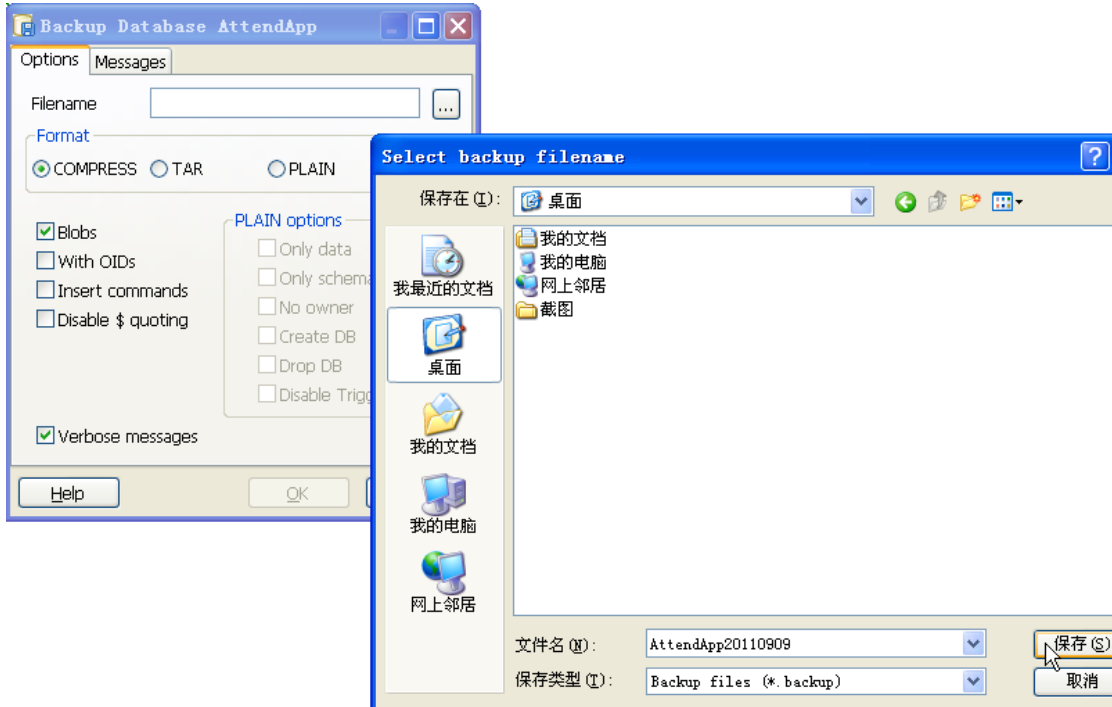 Backup Database AttendApp
Options Messages
Filename ...
Format
COMPRESS TAR PLAIN
Blobs
With OIDs
Insert commands
Disable $ quoting
PLAIN options
Only data
Only schema
No owner
Create DB
Drop DB
Disable Trigg
Verbose messages
Help OK
Select backup filename
?
保存在(I): 桌面
我最近的文档
桌面
我的文档
我的电脑
网上邻居
我的文档
我的电脑
网上邻居
截图
文件名(N): AttendApp20110909 保存(S)
保存类型(T): Backup files (*.backup) 取消